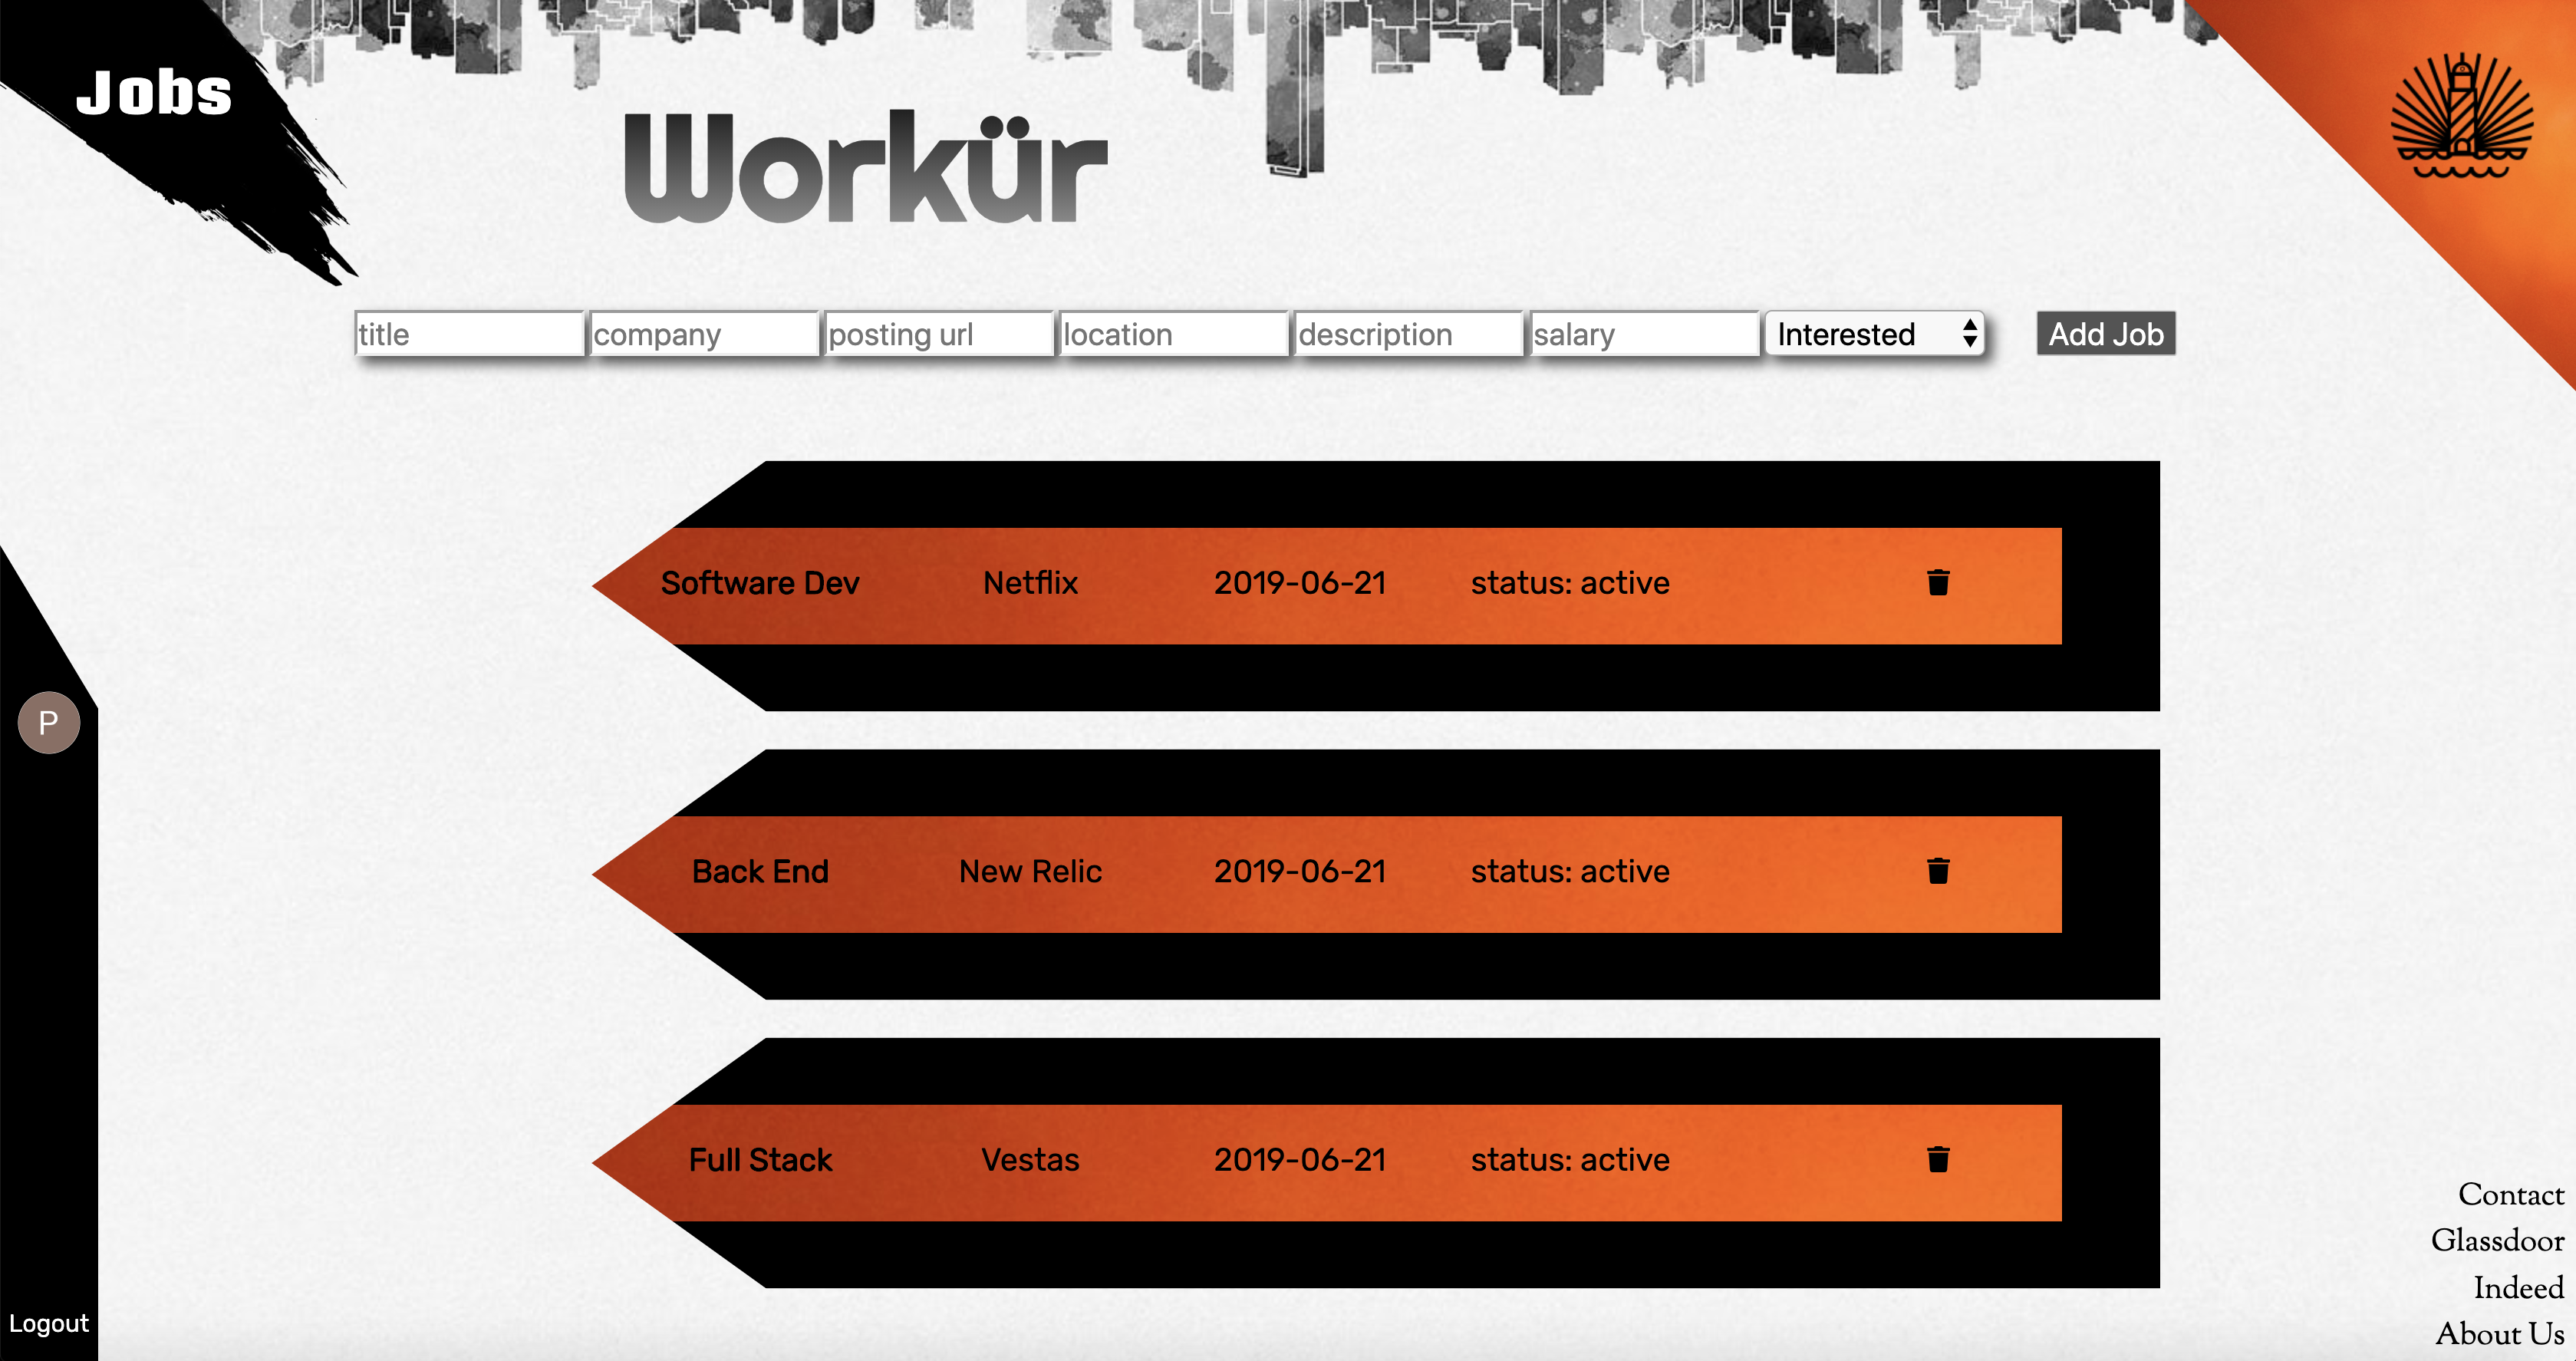 Jobs
Workür
title company posting url location description salary Interested Add Job
Software Dev Netflix 2019-06-21 status: active
P
Back End New Relic 2019-06-21 status: active
Full Stack Vestas 2019-06-21 status: active
Contact
Glassdoor
Indeed
Logout
About Us